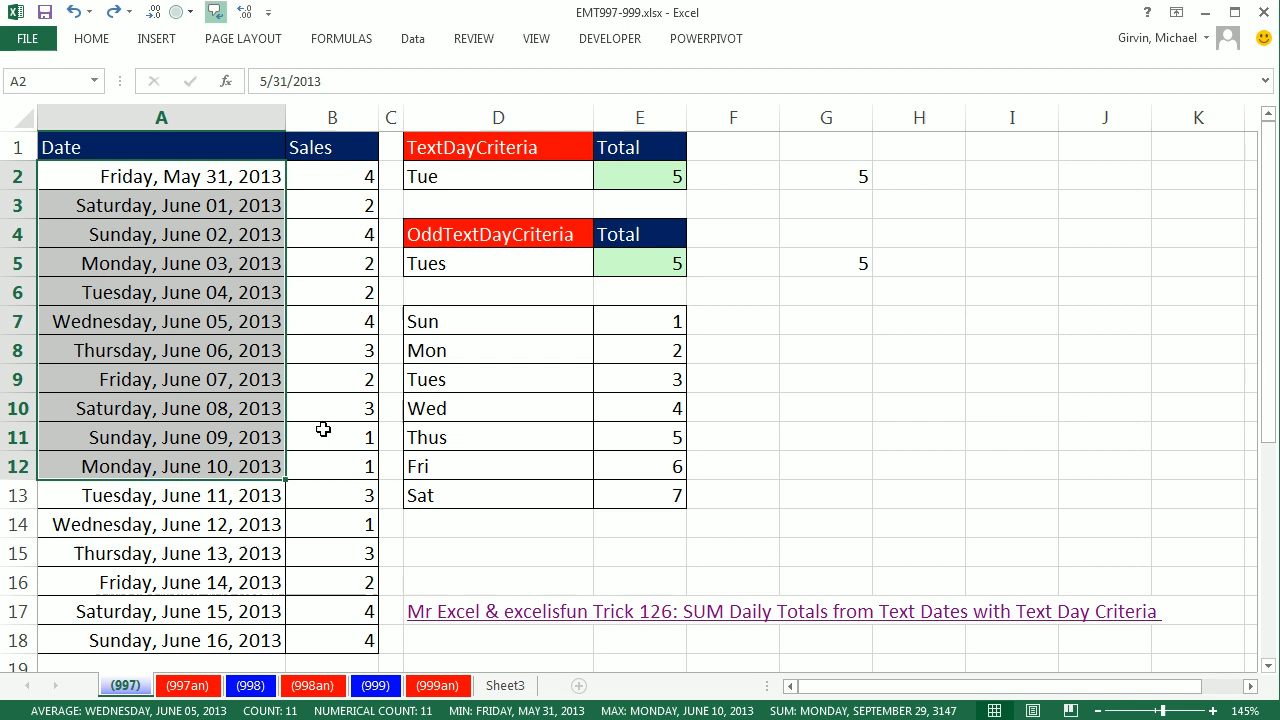 EMT997-999.xlsx - Excel
FILE HOME INSERT PAGE LAYOUT FORMULAS Data REVIEW VIEW DEVELOPER POWERPIVOT Girvin, Michael
A2 fx 5/31/2013
A B C D E F G H I J K
1 Date Sales TextDayCriteria Total
2 Friday, May 31, 2013 4 Tue 5 5
3 Saturday, June 01, 2013 2
4 Sunday, June 02, 2013 4 OddTextDayCriteria Total
5 Monday, June 03, 2013 2 Tues 5 5
6 Tuesday, June 04, 2013 2
7 Wednesday, June 05, 2013 4 Sun 1
8 Thursday, June 06, 2013 3 Mon 2
9 Friday, June 07, 2013 2 Tues 3
10 Saturday, June 08, 2013 3 Wed 4
11 Sunday, June 09, 2013 1 Thus 5
12 Monday, June 10, 2013 1 Fri 6
13 Tuesday, June 11, 2013 3 Sat 7
14 Wednesday, June 12, 2013 1
15 Thursday, June 13, 2013 3
16 Friday, June 14, 2013 2
17 Saturday, June 15, 2013 4 Mr Excel & excelisfun Trick 126: SUM Daily Totals from Text Dates with Text Day Criteria
18 Sunday, June 16, 2013 4
19
(997) (997an) (998) (998an) (999) (999an) Sheet3
AVERAGE: WEDNESDAY, JUNE 05, 2013 COUNT: 11 NUMERICAL COUNT: 11 MIN: FRIDAY, MAY 31, 2013 MAX: MONDAY, JUNE 10, 2013 SUM: MONDAY, SEPTEMBER 29, 3147 145%